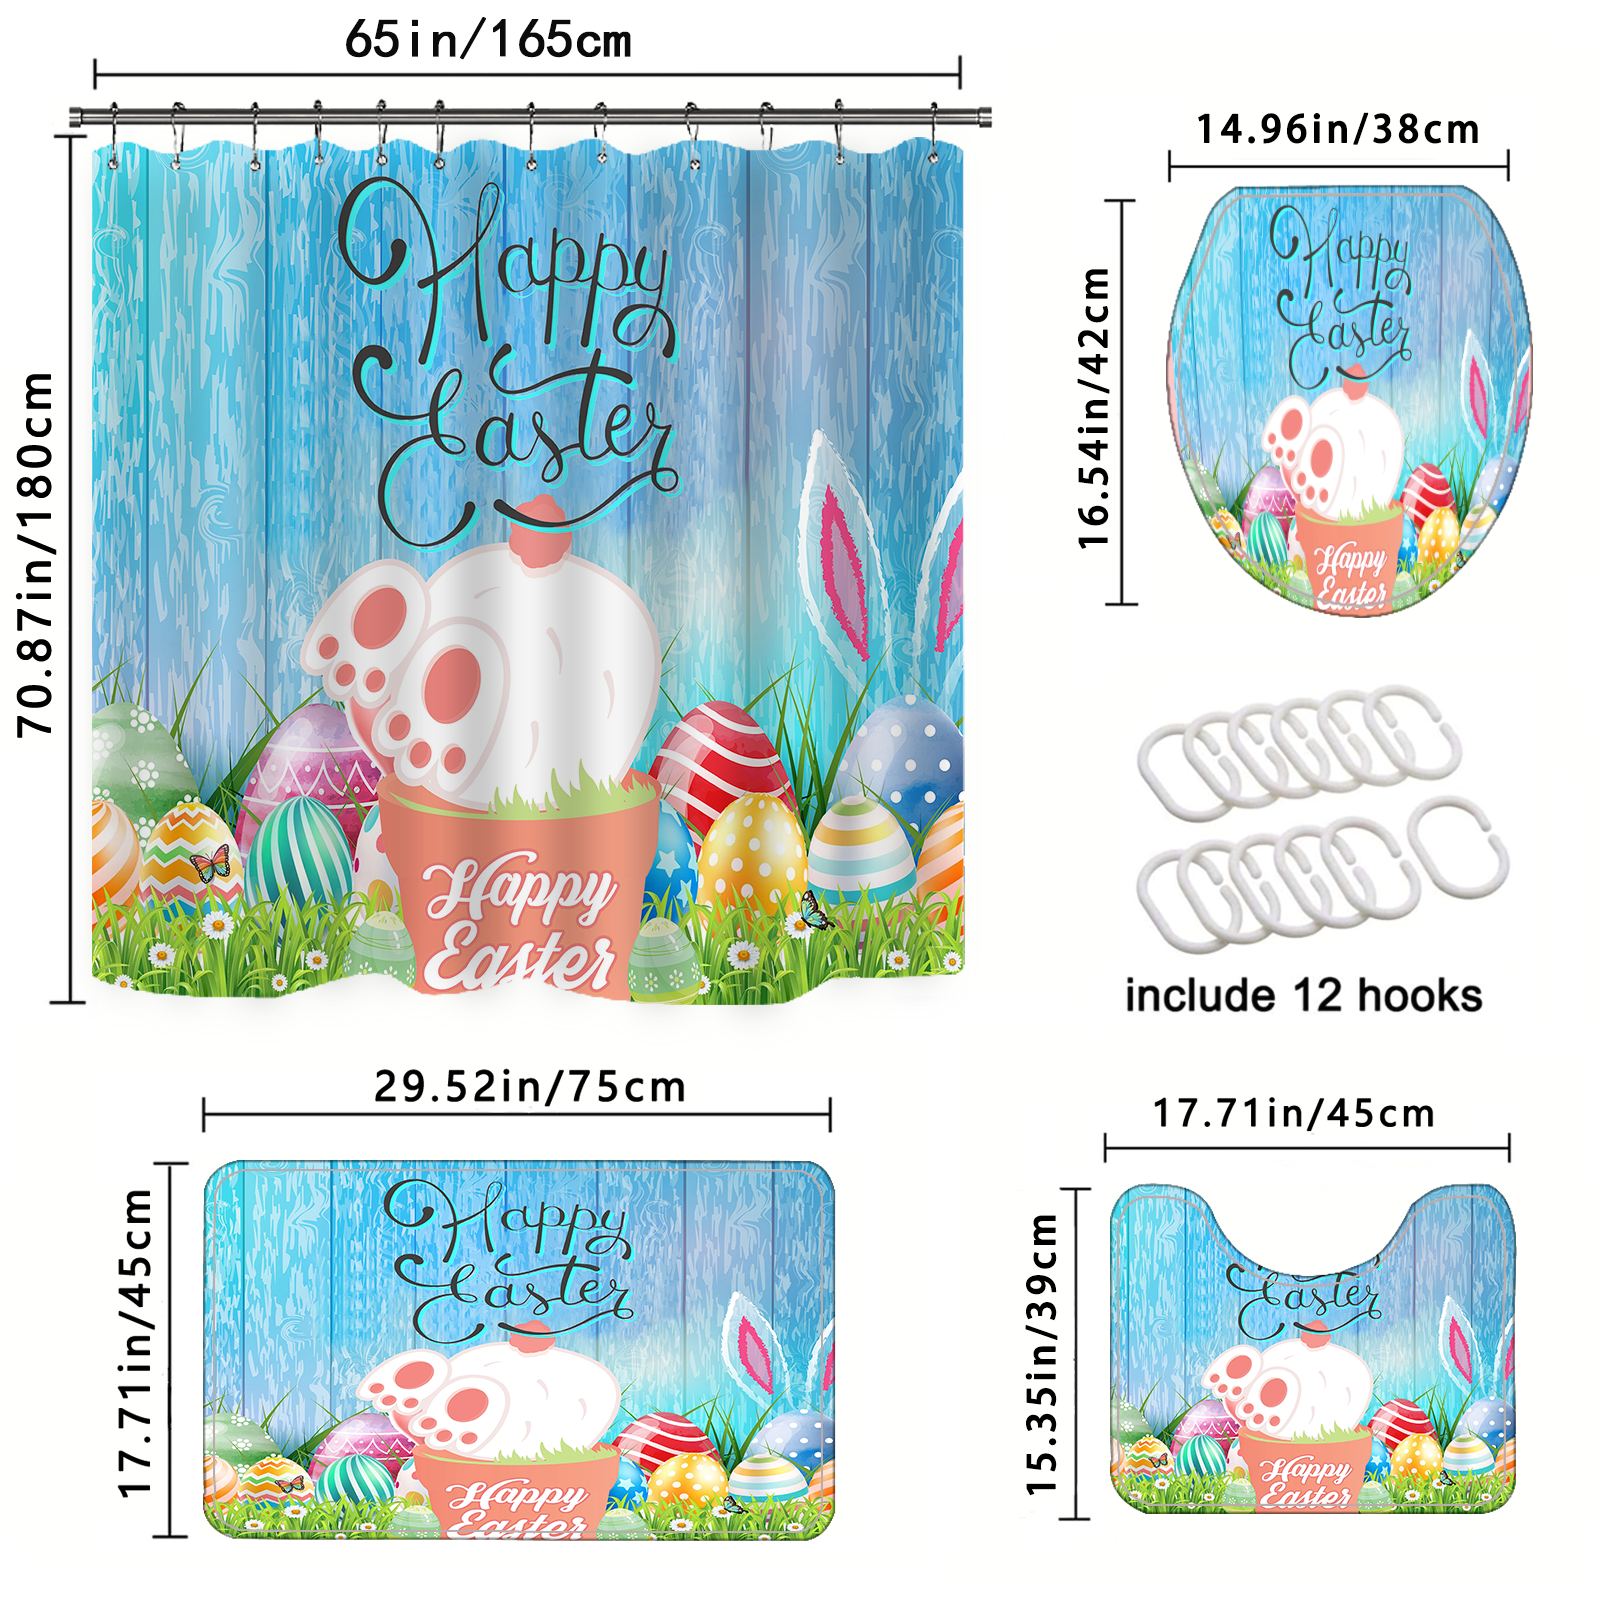 65in/165cm
70.87in/180cm
Happy
Easter
Happy
Easter
14.96in/38cm
16.54in/42cm
Happy
Easter
Happy
Easter
include 12 hooks
29.52in/75cm
17.71in/45cm
Happy
Easter
Happy
Easter
17.71in/45cm
15.35in/39cm
Easter
Happy
Easter